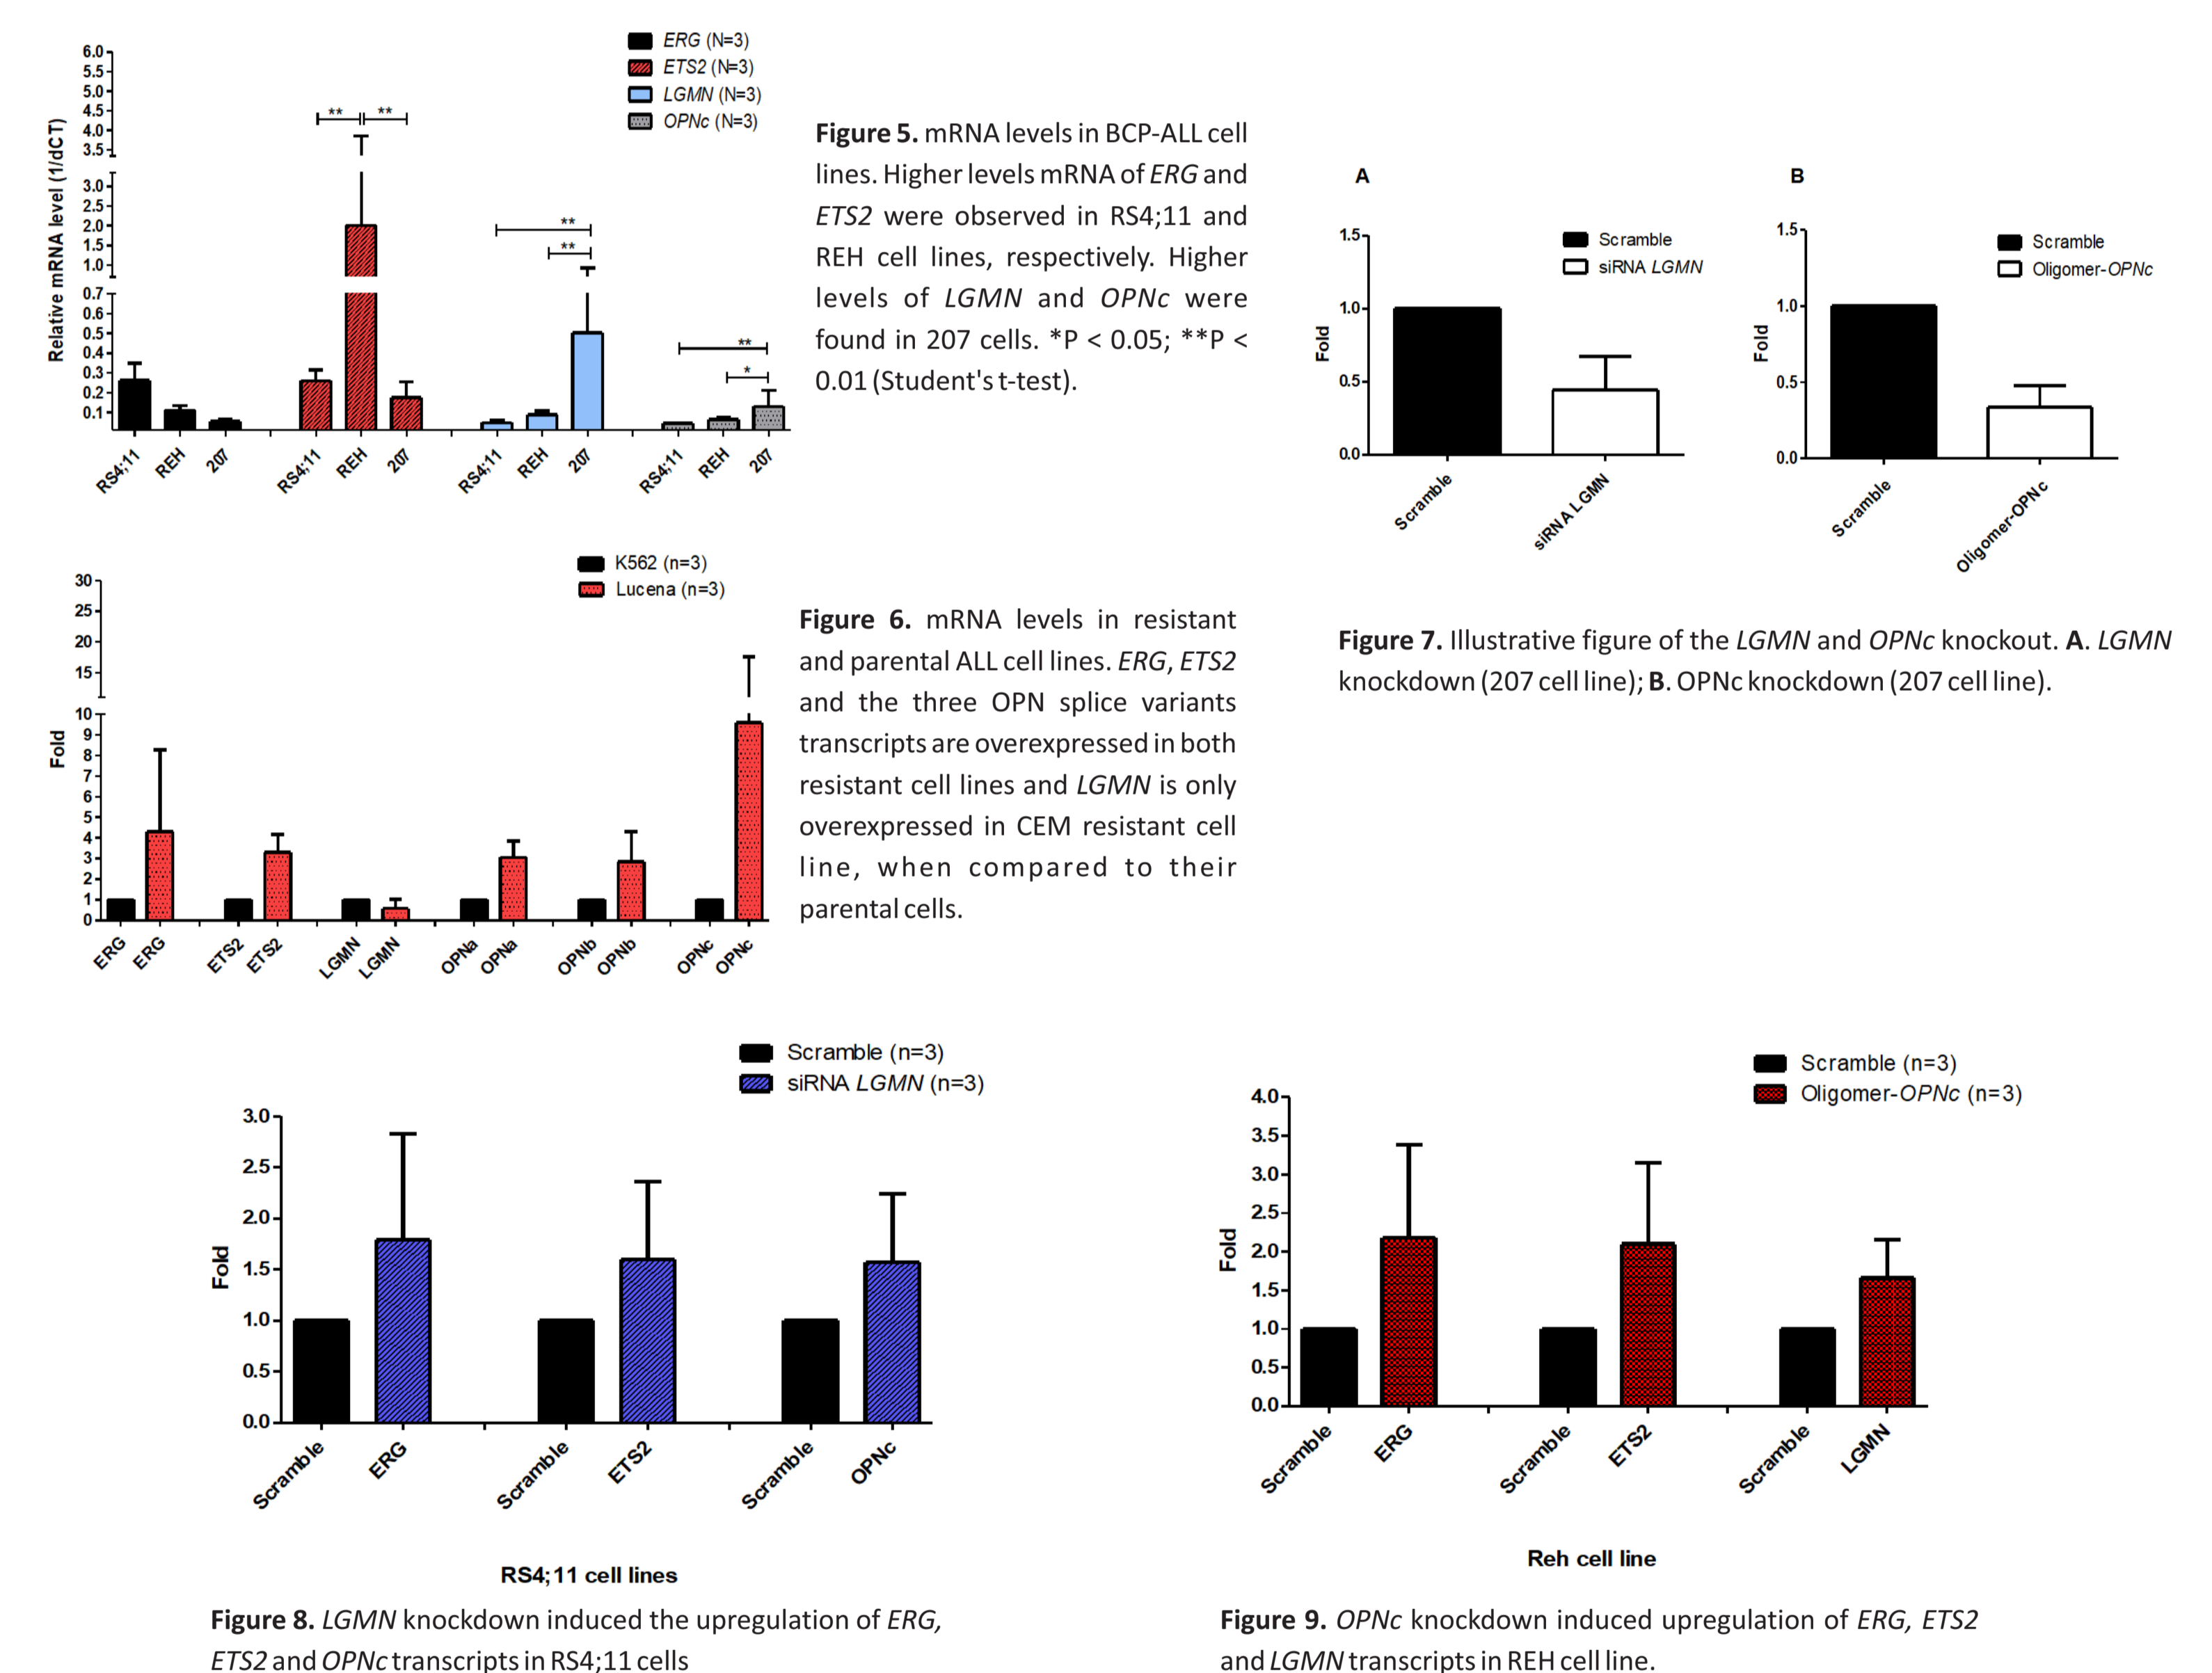 ERG (N=3)
ETS2 (N=3)
LGMN (N=3)
OPNc (N=3)
Relative mRNA level (1/dCT)
6.0
5.5
5.0
4.5
4.0
3.5
3.0
2.5
2.0
1.5
1.0
0.7
0.6
0.5
0.4
0.3
0.2
0.1
** **
**
**
**
*
RS4;11 REH 207 RS4;11 REH 207 RS4;11 REH 207 RS4;11 REH 207
Figure 5. mRNA levels in BCP-ALL cell
lines. Higher levels mRNA of ERG and
ETS2 were observed in RS4;11 and
REH cell lines, respectively. Higher
levels of LGMN and OPNc were
found in 207 cells. *P < 0.05; **P <
0.01 (Student's t-test).
A
Scramble
siRNA LGMN
Fold
1.5
1.0
0.5
0.0
Scramble siRNA LGMN
B
Scramble
Oligomer-OPNc
Fold
1.5
1.0
0.5
0.0
Scramble Oligomer-OPNc
Figure 7. Illustrative figure of the LGMN and OPNc knockout. A. LGMN
knockdown (207 cell line); B. OPNc knockdown (207 cell line).
K562 (n=3)
Lucena (n=3)
Fold
30
25
20
15
10
9
8
7
6
5
4
3
2
1
0
ERG ERG ETS2 ETS2 LGMN LGMN OPNa OPNa OPNb OPNb OPNc OPNc
Figure 6. mRNA levels in resistant
and parental ALL cell lines. ERG, ETS2
and the three OPN splice variants
transcripts are overexpressed in both
resistant cell lines and LGMN is only
overexpressed in CEM resistant cell
line, when compared to their
parental cells.
Scramble (n=3)
siRNA LGMN (n=3)
Fold
3.0
2.5
2.0
1.5
1.0
0.5
0.0
Scramble ERG Scramble ETS2 Scramble OPNc
RS4;11 cell lines
Figure 8. LGMN knockdown induced the upregulation of ERG,
ETS2 and OPNc transcripts in RS4;11 cells
Scramble (n=3)
Oligomer-OPNc (n=3)
Fold
4.0
3.5
3.0
2.5
2.0
1.5
1.0
0.5
0.0
Scramble ERG Scramble ETS2 Scramble LGMN
Reh cell line
Figure 9. OPNc knockdown induced upregulation of ERG, ETS2
and LGMN transcripts in REH cell line.